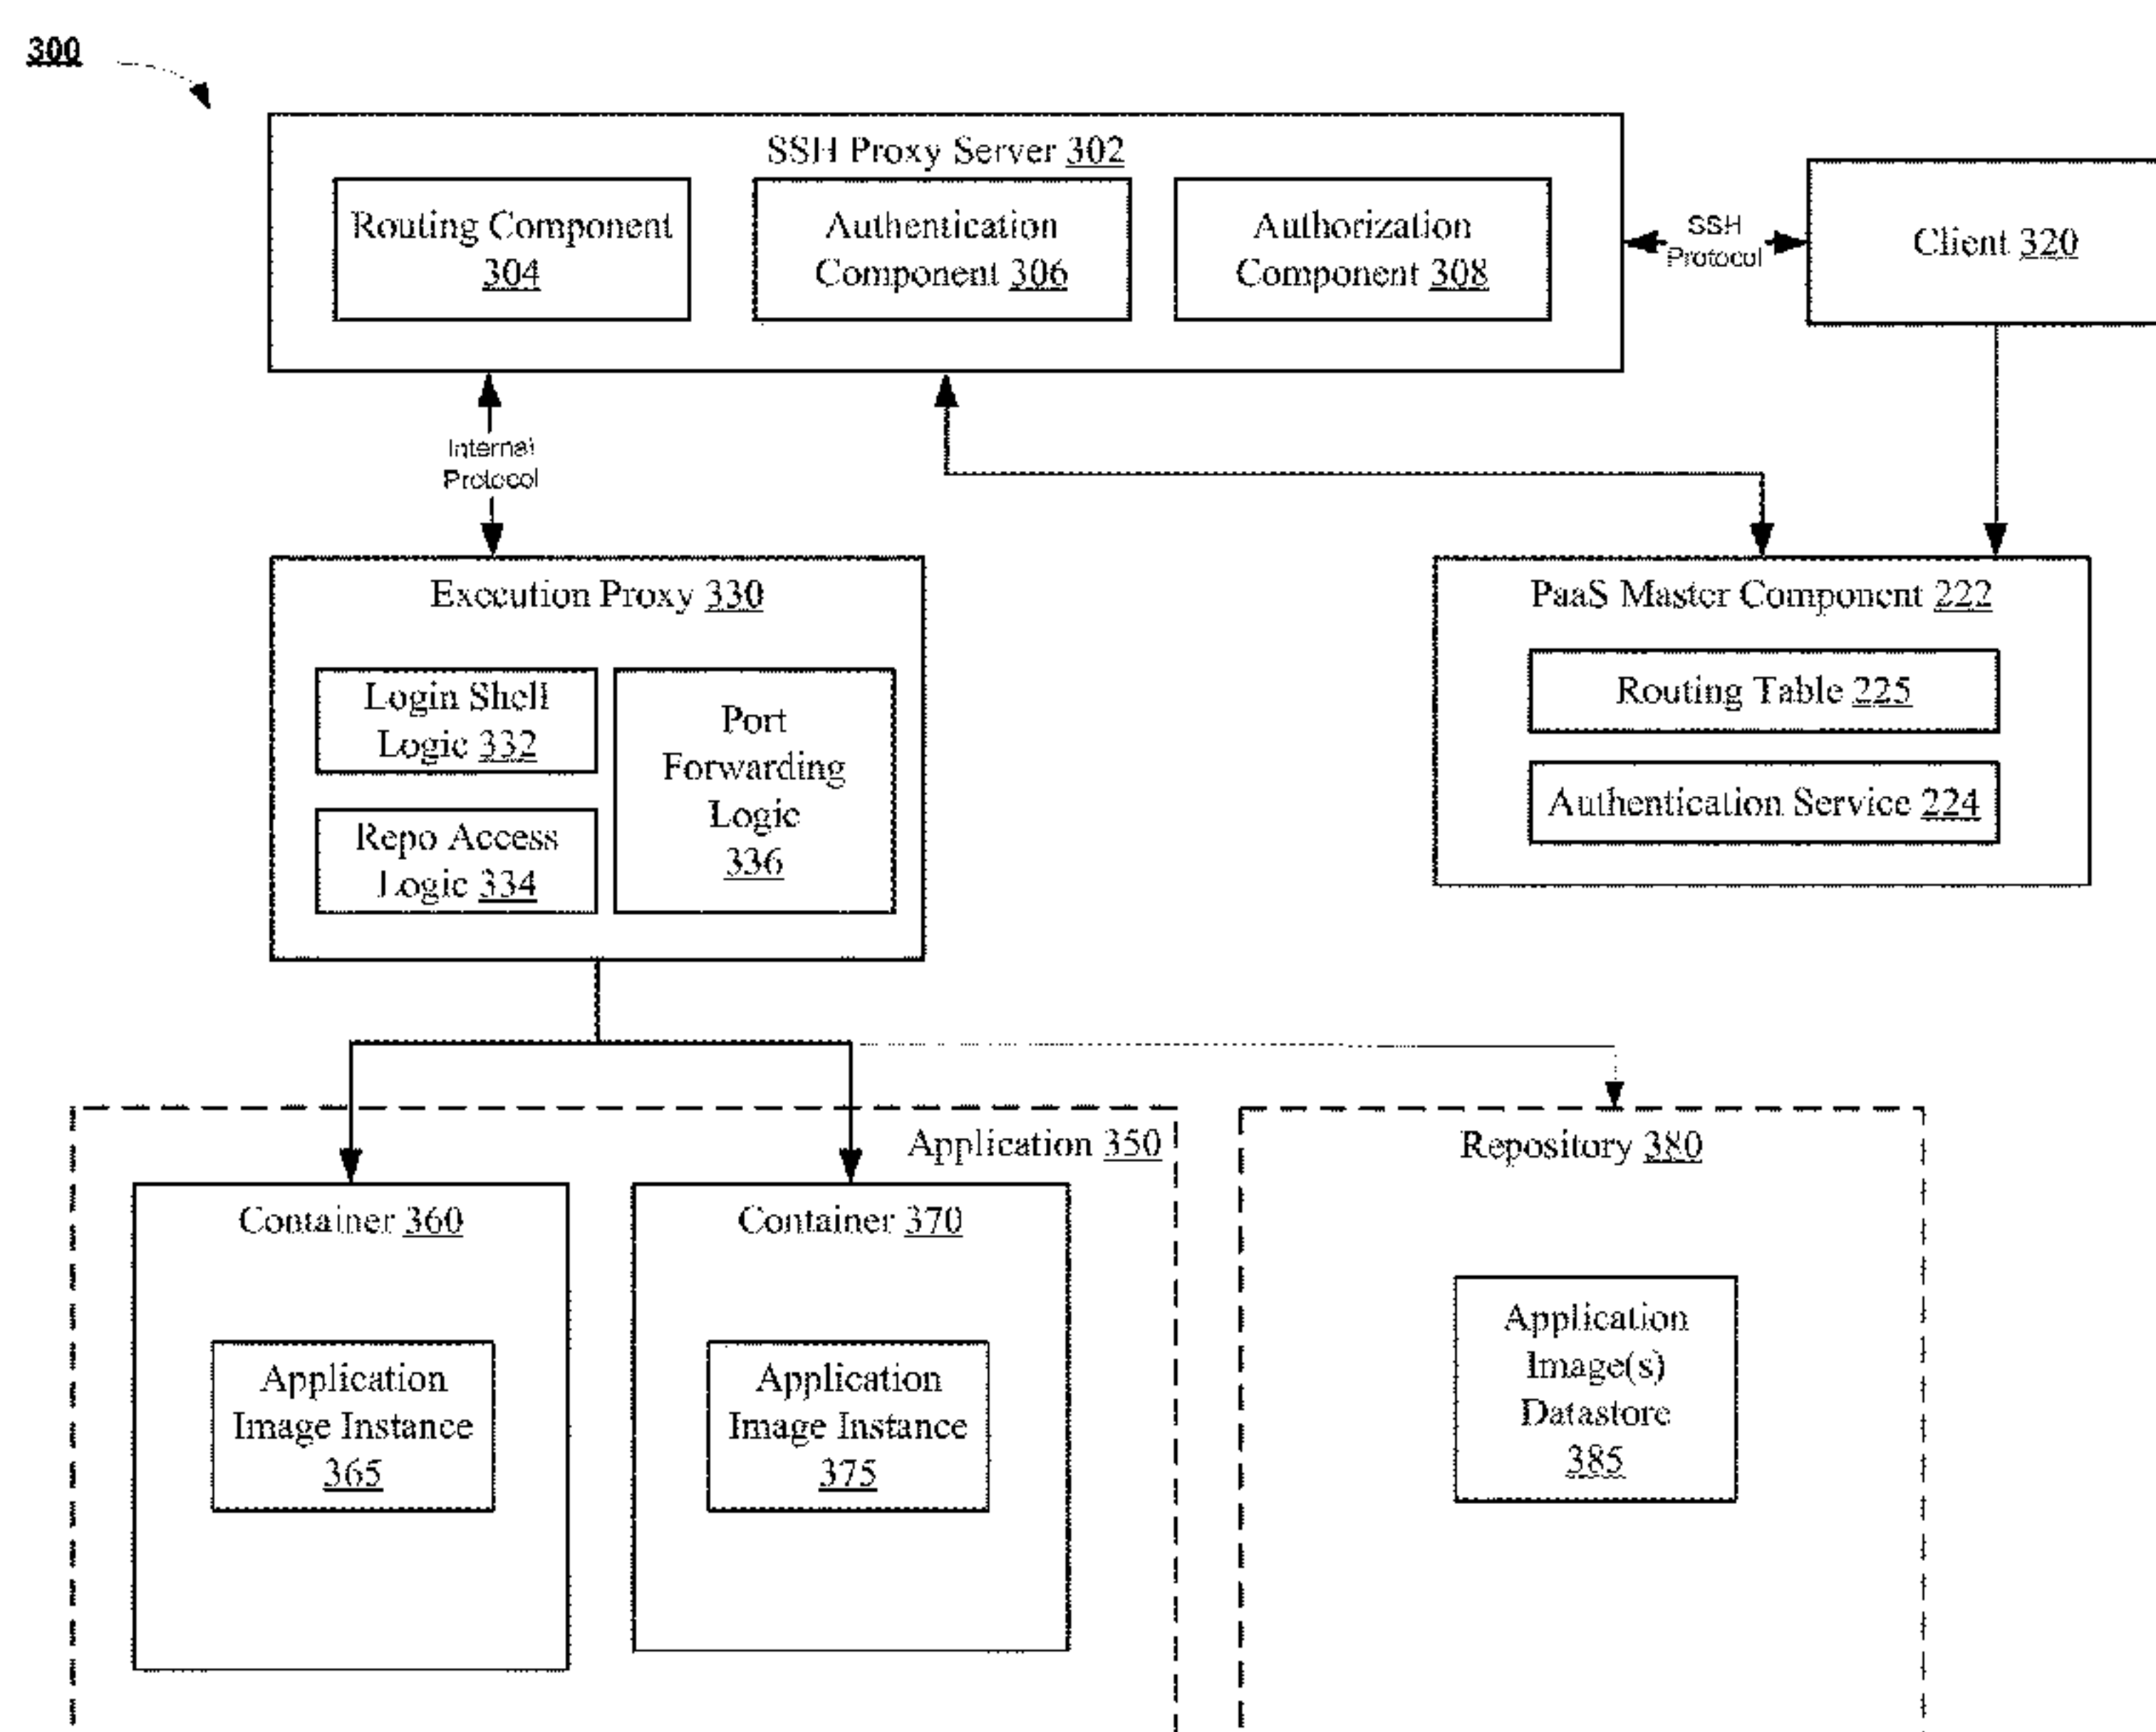 300
SSH Proxy Server 302
Routing Component
304
Authentication
Component 306
Authorization
Component 308
SSH
Protocol
Client 320
Internal
Protocol
Execution Proxy 330
Login Shell
Logic 332
Repo Access
Logic 334
Port
Forwarding
Logic
336
PaaS Master Component 222
Routing Table 225
Authentication Service 224
Application 350
Container 360
Application
Image Instance
365
Container 370
Application
Image Instance
375
Repository 380
Application
Image(s)
Datastore
385